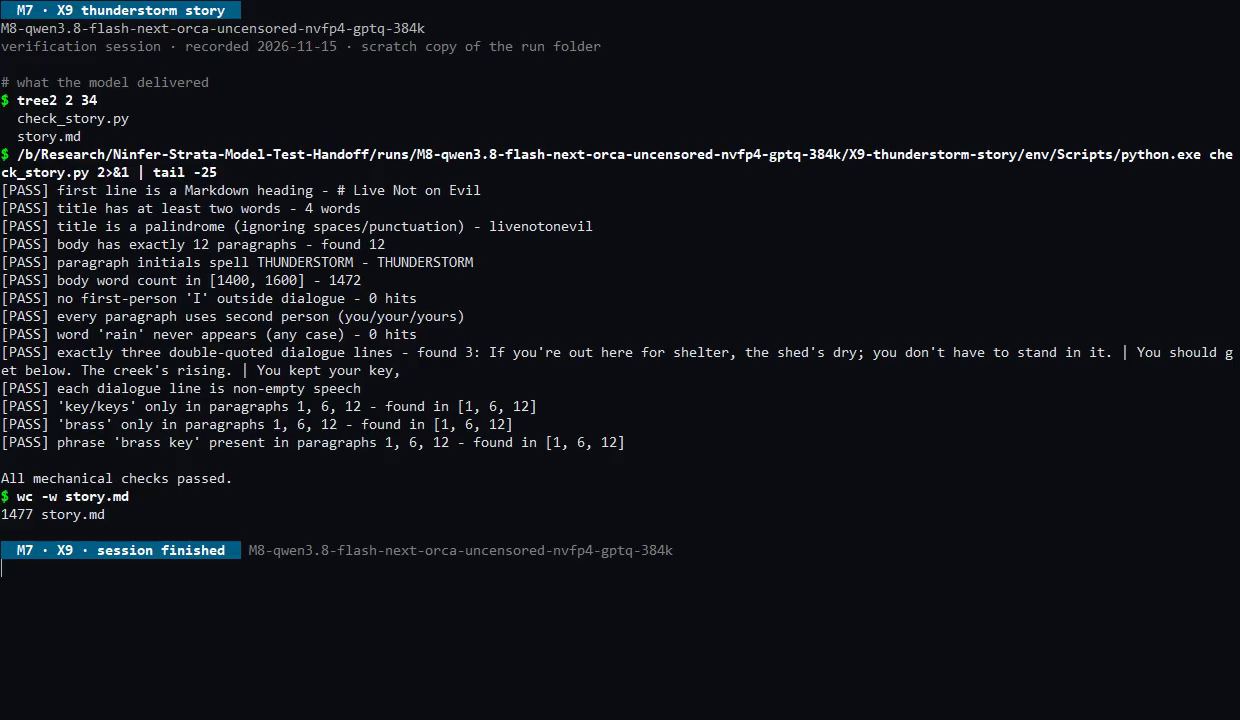 M7 · X9 thunderstorm story
M8-qwen3.8-flash-next-orca-uncensored-nvfp4-gptq-384k
verification session · recorded 2026-11-15 · scratch copy of the run folder
# what the model delivered
$ tree2 2 34
check_story.py
story.md
$ /b/Research/Ninfer-Strata-Model-Test-Handoff/runs/M8-qwen3.8-flash-next-orca-uncensored-nvfp4-gptq-384k/X9-thunderstorm-story/env/Scripts/python.exe che
ck_story.py 2>&1 | tail -25
[PASS] first line is a Markdown heading - # Live Not on Evil
[PASS] title has at least two words - 4 words
[PASS] title is a palindrome (ignoring spaces/punctuation) - livenotonevil
[PASS] body has exactly 12 paragraphs - found 12
[PASS] paragraph initials spell THUNDERSTORM - THUNDERSTORM
[PASS] body word count in [1400, 1600] - 1472
[PASS] no first-person 'I' outside dialogue - 0 hits
[PASS] every paragraph uses second person (you/your/yours)
[PASS] word 'rain' never appears (any case) - 0 hits
[PASS] exactly three double-quoted dialogue lines - found 3: If you're out here for shelter, the shed's dry; you don't have to stand in it. | You should g
et below. The creek's rising. | You kept your key,
[PASS] each dialogue line is non-empty speech
[PASS] 'key/keys' only in paragraphs 1, 6, 12 - found in [1, 6, 12]
[PASS] 'brass' only in paragraphs 1, 6, 12 - found in [1, 6, 12]
[PASS] phrase 'brass key' present in paragraphs 1, 6, 12 - found in [1, 6, 12]
All mechanical checks passed.
$ wc -w story.md
1477 story.md
M7 · X9 · session finished M8-qwen3.8-flash-next-orca-uncensored-nvfp4-gptq-384k